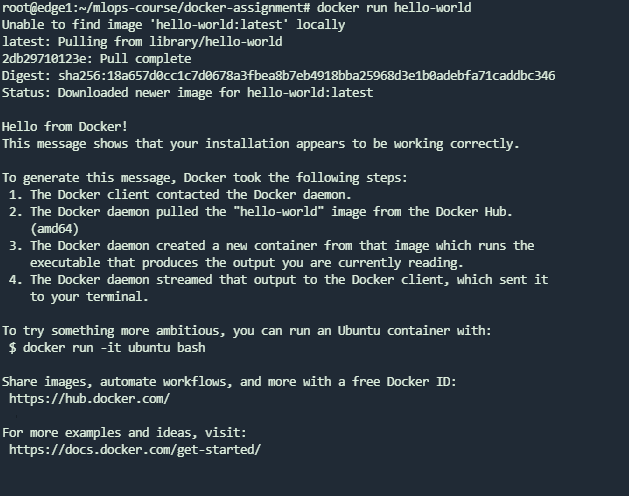 root@edge1:~/mlops-course/docker-assignment# docker run hello-world
Unable to find image 'hello-world:latest' locally
latest: Pulling from library/hello-world
2db29710123e: Pull complete
Digest: sha256:18a657d0cc1c7d0678a3fbea8b7eb4918bba25968d3e1b0adebfa71caddbc346
Status: Downloaded newer image for hello-world:latest
Hello from Docker!
This message shows that your installation appears to be working correctly.
To generate this message, Docker took the following steps:
1. The Docker client contacted the Docker daemon.
2. The Docker daemon pulled the "hello-world" image from the Docker Hub.
(amd64)
3. The Docker daemon created a new container from that image which runs the
executable that produces the output you are currently reading.
4. The Docker daemon streamed that output to the Docker client, which sent it
to your terminal.
To try something more ambitious, you can run an Ubuntu container with:
$ docker run -it ubuntu bash
Share images, automate workflows, and more with a free Docker ID:
https://hub.docker.com/
For more examples and ideas, visit:
https://docs.docker.com/get-started/